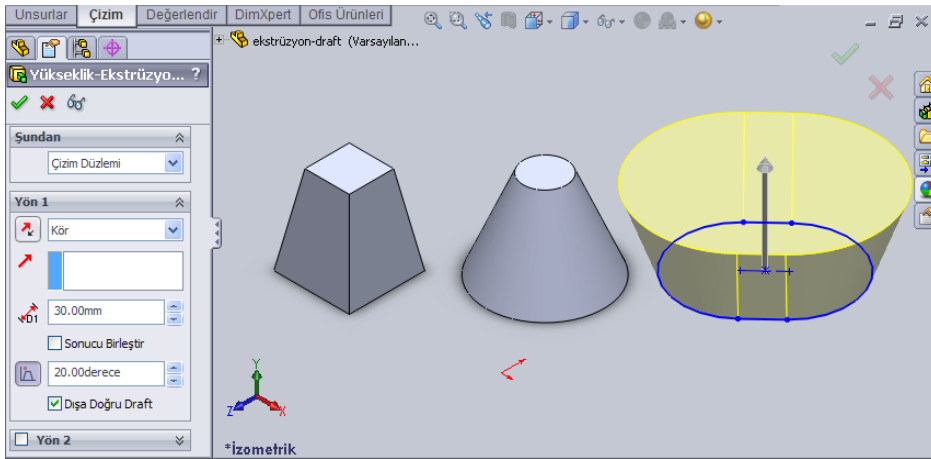 Unsurlar Çizim Değerlendir DimXpert Ofis Ürünleri
ekstrüzyon-draft (Varsayılan...
Yükseklik-Ekstrüzyo... ?
Şundan
Çizim Düzlemi
Yön 1
Kör
D1
30.00mm
Sonucu Birleştir
20.00derece
Dışa Doğru Draft
Yön 2
Y
Z
X
*İzometrik